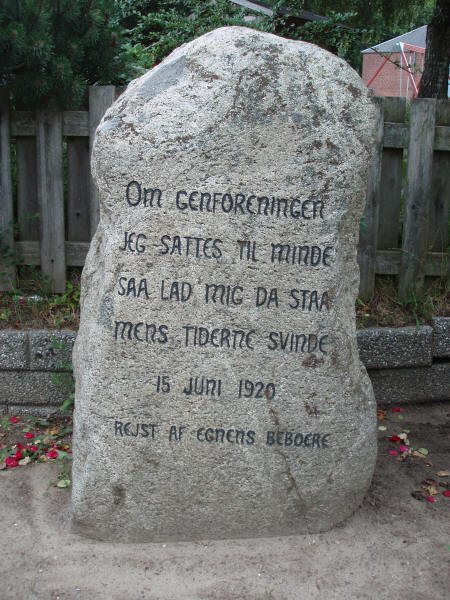 Om GENFORENINGEN
JEG SATTES TIL MINDE
SAA LAD MIG DA STAA
MENS TIDERNE SVINDE
15 JUNI 1920
REJST AF EGNENS BEBOERE